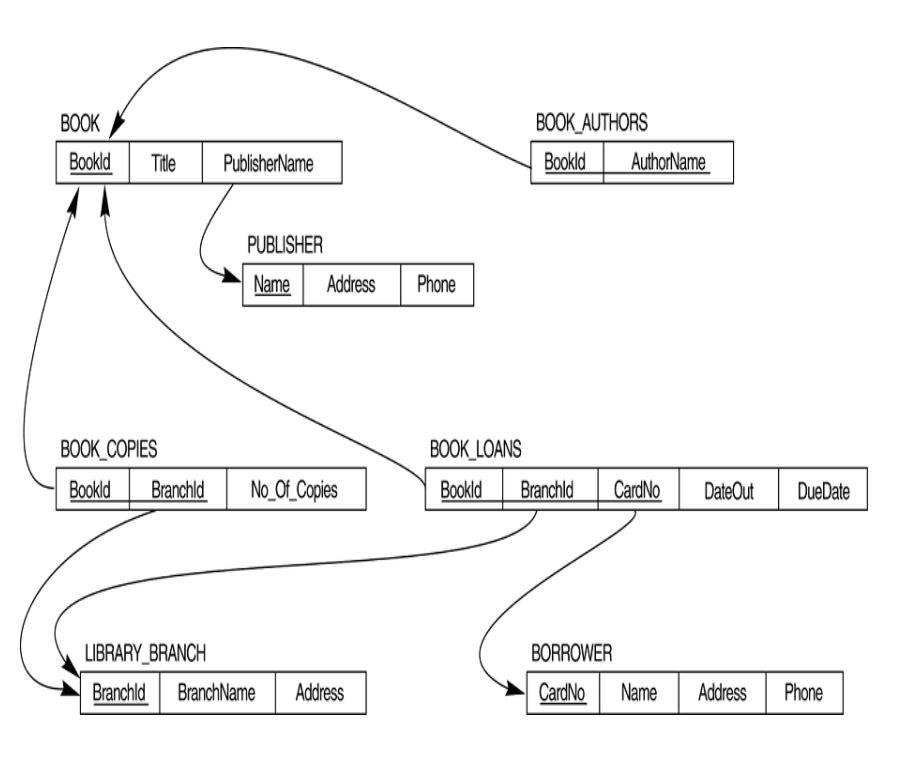 BOOK
BookId Title PublisherName
BOOK_AUTHORS
BookId AuthorName
PUBLISHER
Name Address Phone
BOOK_COPIES
BookId BranchId No_Of_Copies
BOOK_LOANS
BookId BranchId CardNo DateOut DueDate
LIBRARY_BRANCH
BranchId BranchName Address
BORROWER
CardNo Name Address Phone